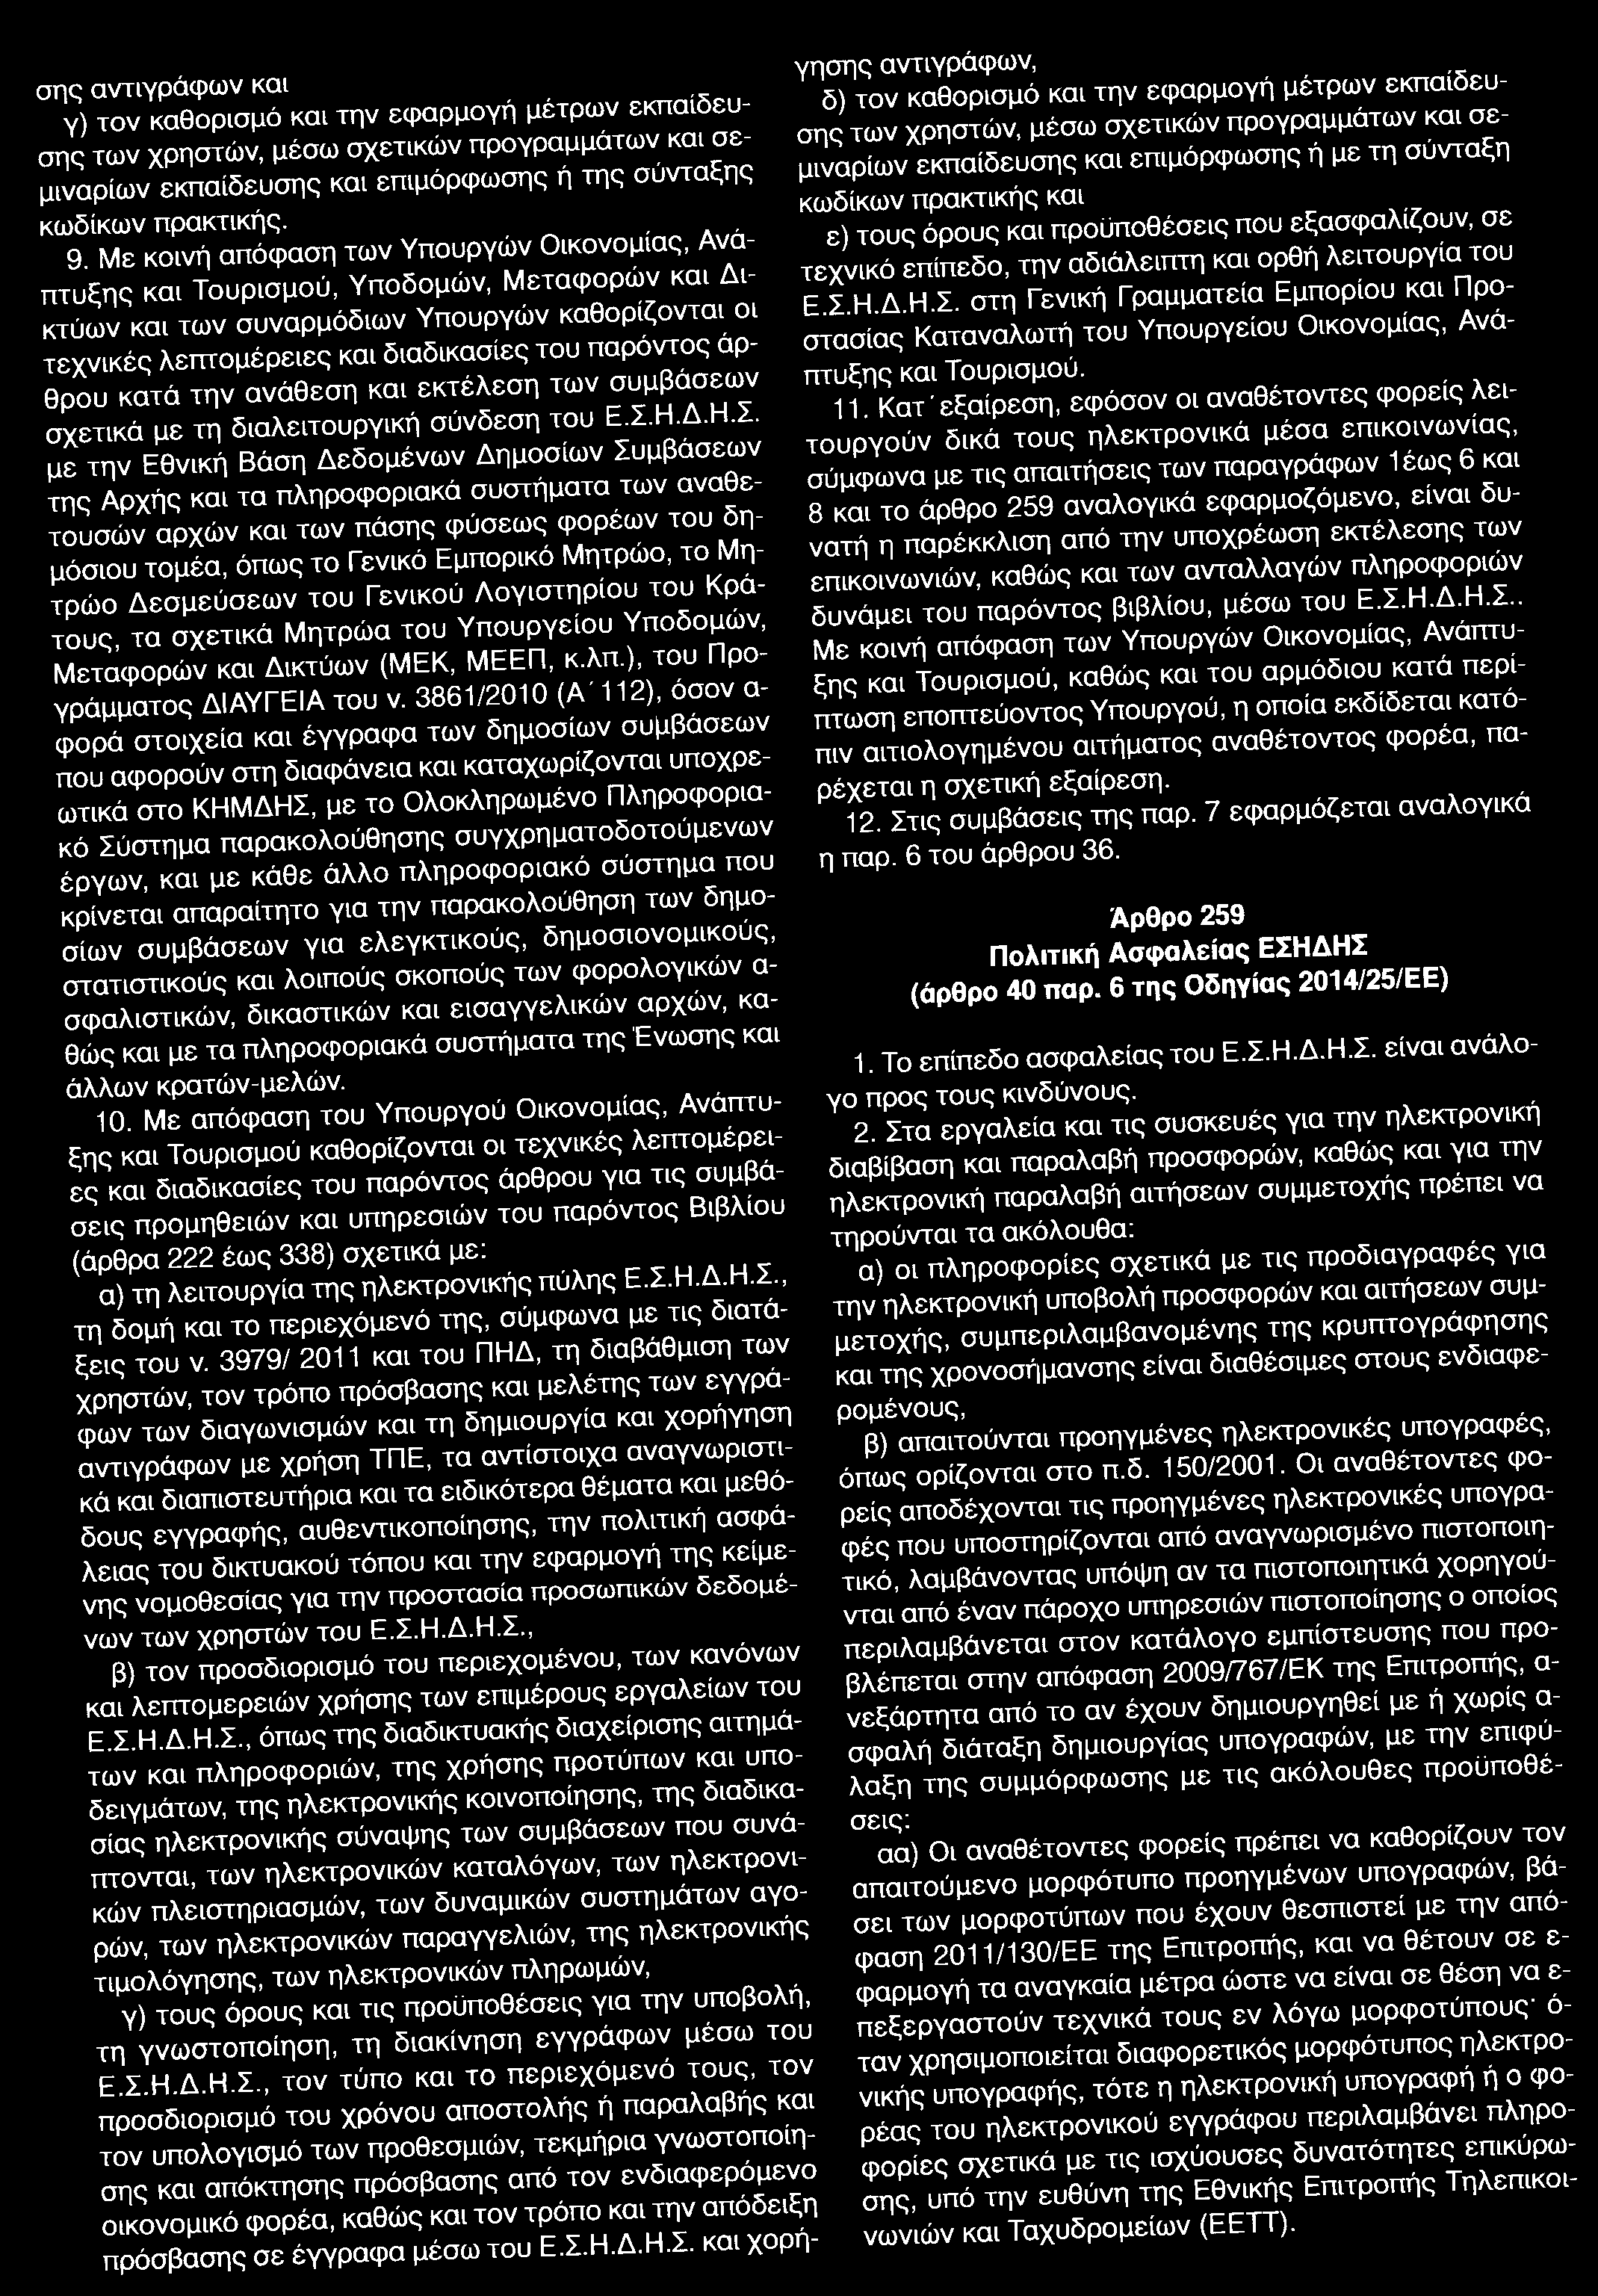 σης αντιγράφων και
γ) τον καθορισμό και την εφαρμογή μέτρων εκπαίδευ-
σης των χρηστών, μέσω σχετικών προγραμμάτων και σε-
μιναρίων εκπαίδευσης και επιμόρφωσης ή της σύνταξης
κωδίκων πρακτικής.
9. Με κοινή απόφαση των Υπουργών Οικονομίας, Ανά-
πτυξης και Τουρισμού, Υποδομών, Μεταφορών και Δι-
κτύων και των συναρμόδιων Υπουργών καθορίζονται οι
τεχνικές λεπτομέρειες και διαδικασίες του παρόντος άρ-
θρου κατά την ανάθεση και εκτέλεση των συμβάσεων
σχετικά με τη διαλειτουργική σύνδεση του Ε.Σ.Η.Δ.Η.Σ.
με την Εθνική Βάση Δεδομένων Δημοσίων Συμβάσεων
της Αρχής και τα πληροφοριακά συστήματα των αναθε-
τουσών αρχών και των πάσης φύσεως φορέων του δη-
μόσιου τομέα, όπως το Γενικό Εμπορικό Μητρώο, το Μη-
τρώο Δεσμεύσεων του Γενικού Λογιστηρίου του Κρά-
τους, τα σχετικά Μητρώα του Υπουργείου Υποδομών,
Μεταφορών και Δικτύων (ΜΕΚ, ΜΕΕΠ, κ.λπ.), του Προ-
γράμματος ΔΙΑΥΓΕΙΑ του ν. 3861/2010 (Α΄112), όσον α-
φορά στοιχεία και έγγραφα των δημοσίων συμβάσεων
που αφορούν στη διαφάνεια και καταχωρίζονται υποχρε-
ωτικά στο ΚΗΜΔΗΣ, με το Ολοκληρωμένο Πληροφορια-
κό Σύστημα παρακολούθησης συγχρηματοδοτούμενων
έργων, και με κάθε άλλο πληροφοριακό σύστημα που
κρίνεται απαραίτητο για την παρακολούθηση των δημο-
σίων συμβάσεων για ελεγκτικούς, δημοσιονομικούς,
στατιστικούς και λοιπούς σκοπούς των φορολογικών α-
σφαλιστικών, δικαστικών και εισαγγελικών αρχών, κα-
θώς και με τα πληροφοριακά συστήματα της Ένωσης και
άλλων κρατών-μελών.
10. Με απόφαση του Υπουργού Οικονομίας, Ανάπτυ-
ξης και Τουρισμού καθορίζονται οι τεχνικές λεπτομέρει-
ες και διαδικασίες του παρόντος άρθρου για τις συμβά-
σεις προμηθειών και υπηρεσιών του παρόντος Βιβλίου
(άρθρα 222 έως 338) σχετικά με:
α) τη λειτουργία της ηλεκτρονικής πύλης Ε.Σ.Η.Δ.Η.Σ.,
τη δομή και το περιεχόμενό της, σύμφωνα με τις διατά-
ξεις του ν. 3979/ 2011 και του ΠΗΔ, τη διαβάθμιση των
χρηστών, τον τρόπο πρόσβασης και μελέτης των εγγρά-
φων των διαγωνισμών και τη δημιουργία και χορήγηση
αντιγράφων με χρήση ΤΠΕ, τα αντίστοιχα αναγνωριστι-
κά και διαπιστευτήρια και τα ειδικότερα θέματα και μεθό-
δους εγγραφής, αυθεντικοποίησης, την πολιτική ασφά-
λειας του δικτυακού τόπου και την εφαρμογή της κείμε-
νης νομοθεσίας για την προστασία προσωπικών δεδομέ-
νων των χρηστών του Ε.Σ.Η.Δ.Η.Σ.,
β) τον προσδιορισμό του περιεχομένου, των κανόνων
και λεπτομερειών χρήσης των επιμέρους εργαλείων του
Ε.Σ.Η.Δ.Η.Σ., όπως της διαδικτυακής διαχείρισης αιτημά-
των και πληροφοριών, της χρήσης προτύπων και υπο-
δειγμάτων, της ηλεκτρονικής κοινοποίησης, της διαδικα-
σίας ηλεκτρονικής σύναψης των συμβάσεων που συνά-
πτονται, των ηλεκτρονικών καταλόγων, των ηλεκτρονι-
κών πλειστηριασμών, των δυναμικών συστημάτων αγο-
ρών, των ηλεκτρονικών παραγγελιών, της ηλεκτρονικής
τιμολόγησης, των ηλεκτρονικών πληρωμών,
γ) τους όρους και τις προϋποθέσεις για την υποβολή,
τη γνωστοποίηση, τη διακίνηση εγγράφων μέσω του
Ε.Σ.Η.Δ.Η.Σ., τον τύπο και το περιεχόμενό τους, τον
προσδιορισμό του χρόνου αποστολής ή παραλαβής και
τον υπολογισμό των προθεσμιών, τεκμήρια γνωστοποίη-
σης και απόκτησης πρόσβασης από τον ενδιαφερόμενο
οικονομικό φορέα, καθώς και τον τρόπο και την απόδειξη
πρόσβασης σε έγγραφα μέσω του Ε.Σ.Η.Δ.Η.Σ. και χορή-
γησης αντιγράφων,
δ) τον καθορισμό και την εφαρμογή μέτρων εκπαίδευ-
σης των χρηστών, μέσω σχετικών προγραμμάτων και σε-
μιναρίων εκπαίδευσης και επιμόρφωσης ή με τη σύνταξη
κωδίκων πρακτικής και
ε) τους όρους και προϋποθέσεις που εξασφαλίζουν, σε
τεχνικό επίπεδο, την αδιάλειπτη και ορθή λειτουργία του
Ε.Σ.Η.Δ.Η.Σ. στη Γενική Γραμματεία Εμπορίου και Προ-
στασίας Καταναλωτή του Υπουργείου Οικονομίας, Ανά-
πτυξης και Τουρισμού.
11. Κατ΄εξαίρεση, εφόσον οι αναθέτοντες φορείς λει-
τουργούν δικά τους ηλεκτρονικά μέσα επικοινωνίας,
σύμφωνα με τις απαιτήσεις των παραγράφων 1έως 6 και
8 και το άρθρο 259 αναλογικά εφαρμοζόμενο, είναι δυ-
νατή η παρέκκλιση από την υποχρέωση εκτέλεσης των
επικοινωνιών, καθώς και των ανταλλαγών πληροφοριών
δυνάμει του παρόντος βιβλίου, μέσω του Ε.Σ.Η.Δ.Η.Σ..
Με κοινή απόφαση των Υπουργών Οικονομίας, Ανάπτυ-
ξης και Τουρισμού, καθώς και του αρμόδιου κατά περί-
πτωση εποπτεύοντος Υπουργού, η οποία εκδίδεται κατό-
πιν αιτιολογημένου αιτήματος αναθέτοντος φορέα, πα-
ρέχεται η σχετική εξαίρεση.
12. Στις συμβάσεις της παρ. 7 εφαρμόζεται αναλογικά
η παρ. 6 του άρθρου 36.
Άρθρο 259
Πολιτική Ασφαλείας ΕΣΗΔΗΣ
(άρθρο 40 παρ. 6 της Οδηγίας 2014/25/ΕΕ)
1. Το επίπεδο ασφαλείας του Ε.Σ.Η.Δ.Η.Σ. είναι ανάλο-
γο προς τους κινδύνους.
2. Στα εργαλεία και τις συσκευές για την ηλεκτρονική
διαβίβαση και παραλαβή προσφορών, καθώς και για την
ηλεκτρονική παραλαβή αιτήσεων συμμετοχής πρέπει να
τηρούνται τα ακόλουθα:
α) οι πληροφορίες σχετικά με τις προδιαγραφές για
την ηλεκτρονική υποβολή προσφορών και αιτήσεων συμ-
μετοχής, συμπεριλαμβανομένης της κρυπτογράφησης
και της χρονοσήμανσης είναι διαθέσιμες στους ενδιαφε-
ρομένους,
β) απαιτούνται προηγμένες ηλεκτρονικές υπογραφές,
όπως ορίζονται στο π.δ. 150/2001. Οι αναθέτοντες φο-
ρείς αποδέχονται τις προηγμένες ηλεκτρονικές υπογρα-
φές που υποστηρίζονται από αναγνωρισμένο πιστοποιη-
τικό, λαμβάνοντας υπόψη αν τα πιστοποιητικά χορηγού-
νται από έναν πάροχο υπηρεσιών πιστοποίησης ο οποίος
περιλαμβάνεται στον κατάλογο εμπίστευσης που προ-
βλέπεται στην απόφαση 2009/767/ΕΚ της Επιτροπής, α-
νεξάρτητα από το αν έχουν δημιουργηθεί με ή χωρίς α-
σφαλή διάταξη δημιουργίας υπογραφών, με την επιφύ-
λαξη της συμμόρφωσης με τις ακόλουθες προϋποθέ-
σεις:
αα) Οι αναθέτοντες φορείς πρέπει να καθορίζουν τον
απαιτούμενο μορφότυπο προηγμένων υπογραφών, βά-
σει των μορφοτύπων που έχουν θεσπιστεί με την από-
φαση 2011/130/ΕΕ της Επιτροπής, και να θέτουν σε ε-
φαρμογή τα αναγκαία μέτρα ώστε να είναι σε θέση να ε-
πεξεργαστούν τεχνικά τους εν λόγω μορφοτύπους· ό-
ταν χρησιμοποιείται διαφορετικός μορφότυπος ηλεκτρο-
νικής υπογραφής, τότε η ηλεκτρονική υπογραφή ή ο φο-
ρέας του ηλεκτρονικού εγγράφου περιλαμβάνει πληρο-
φορίες σχετικά με τις ισχύουσες δυνατότητες επικύρω-
σης, υπό την ευθύνη της Εθνικής Επιτροπής Τηλεπικοι-
νωνιών και Ταχυδρομείων (ΕΕΤΤ).